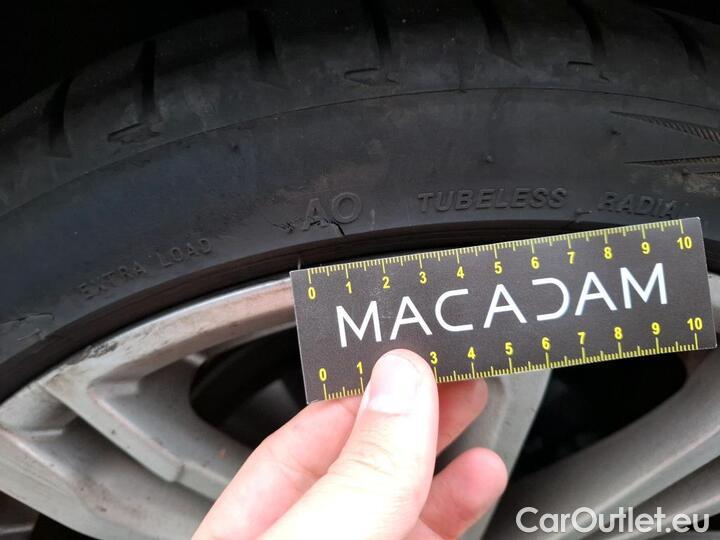 EXTRA LOAD AO TUBELESS RADIAL
0 1 2 3 4 5 6 7 8 9 10
MACADAM
0 1 3 4 5 6 7 8 9 10
CarOutlet.eu